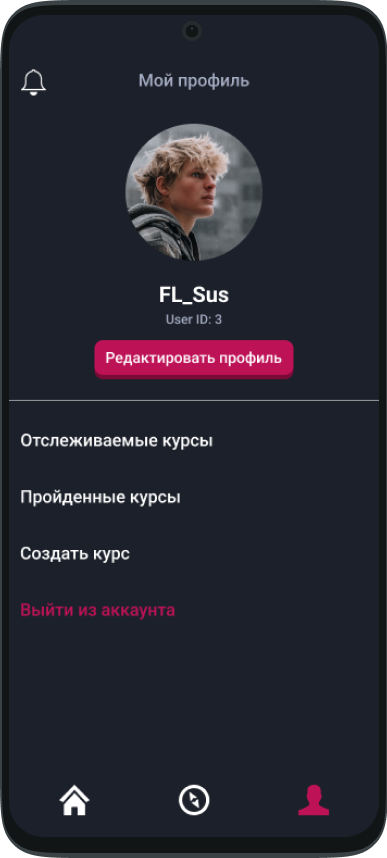 Мой профиль
FL_Sus
User ID: 3
Редактировать профиль
Отслеживаемые курсы
Пройденные курсы
Создать курс
Выйти из аккаунта